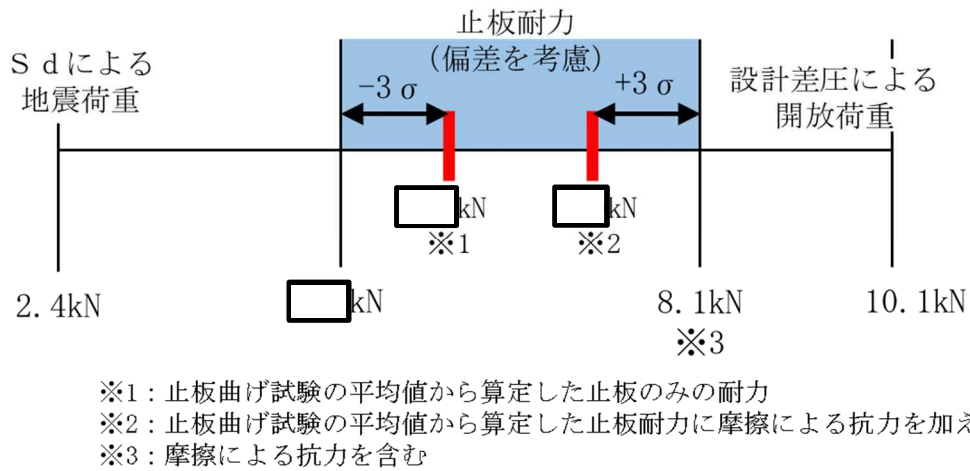 止板耐力
(偏差を考慮)
Sdによる
地震荷重
-3σ
+3σ
設計差圧による
開放荷重
kN
※1
kN
※2
2.4kN
kN
8.1kN
※3
10.1kN
※1:止板曲げ試験の平均値から算定した止板のみの耐力
※2:止板曲げ試験の平均値から算定した止板耐力に摩擦による抗力を加え
※3:摩擦による抗力を含む